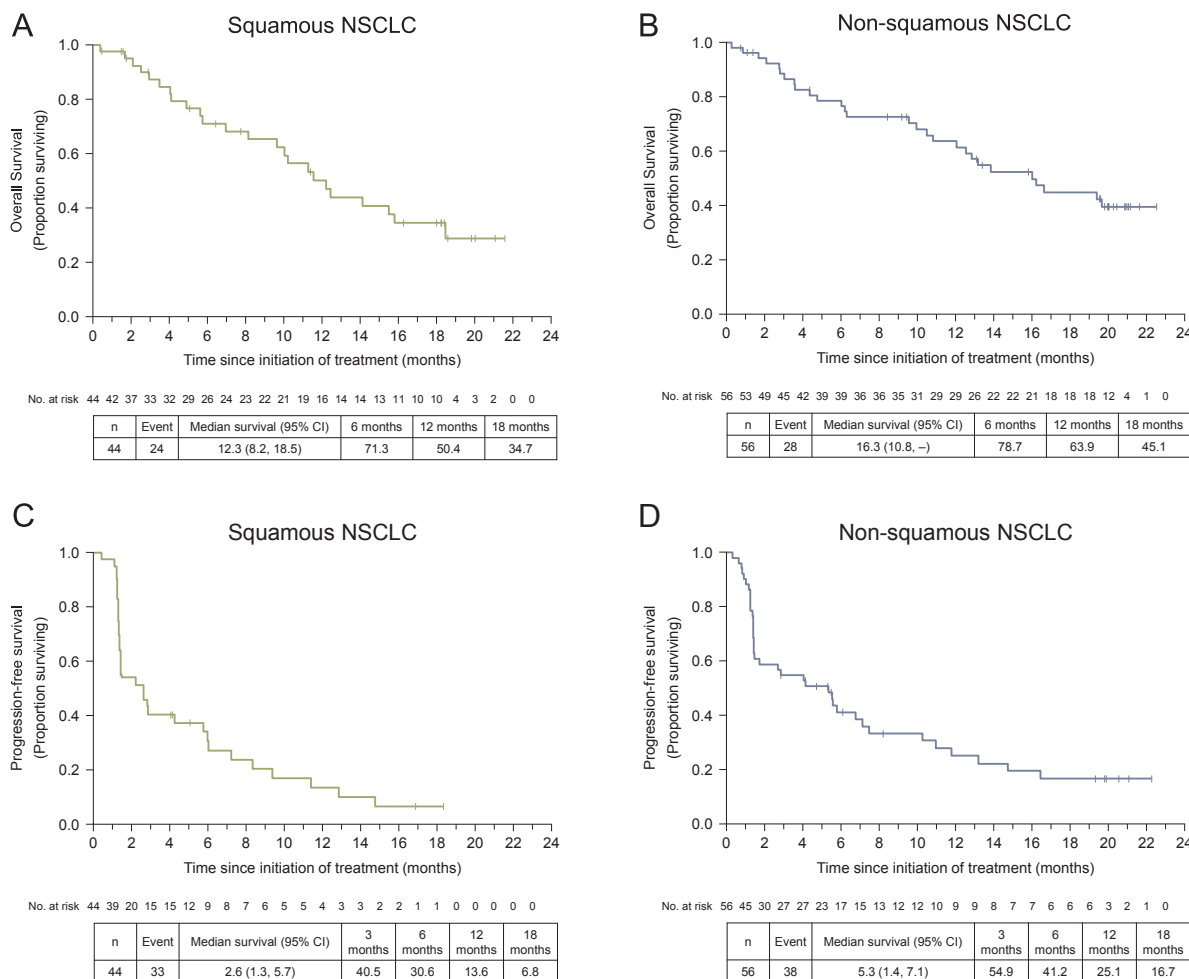 A
Squamous NSCLC
Overall Survival
(Proportion surviving)
1.0
0.8
0.6
0.4
0.2
0.0
0 2 4 6 8 10 12 14 16 18 20 22 24
Time since initiation of treatment (months)
No. at risk 44 42 37 33 32 29 26 24 23 22 21 19 16 14 14 13 11 10 10 4 3 2 0 0
n Event Median survival (95% CI) 6 months 12 months 18 months
44 24 12.3 (8.2, 18.5) 71.3 50.4 34.7
B
Non-squamous NSCLC
Overall Survival
(Proportion surviving)
1.0
0.8
0.6
0.4
0.2
0.0
0 2 4 6 8 10 12 14 16 18 20 22 24
Time since initiation of treatment (months)
No. at risk 56 53 49 45 42 39 39 36 36 35 31 29 29 26 22 22 21 18 18 18 12 4 1 0
n Event Median survival (95% CI) 6 months 12 months 18 months
56 28 16.3 (10.8, –) 78.7 63.9 45.1
C
Squamous NSCLC
Progression-free survival
(Proportion surviving)
1.0
0.8
0.6
0.4
0.2
0.0
0 2 4 6 8 10 12 14 16 18 20 22 24
Time since initiation of treatment (months)
No. at risk 44 39 20 15 15 12 9 8 7 6 5 5 4 3 3 2 2 1 1 0 0 0 0 0
n Event Median survival (95% CI) 3 months 6 months 12 months 18 months
44 33 2.6 (1.3, 5.7) 40.5 30.6 13.6 6.8
D
Non-squamous NSCLC
Progression-free survival
(Proportion surviving)
1.0
0.8
0.6
0.4
0.2
0.0
0 2 4 6 8 10 12 14 16 18 20 22 24
Time since initiation of treatment (months)
No. at risk 56 45 30 27 27 23 17 15 13 12 12 10 9 9 8 7 7 6 6 6 3 2 1 0
n Event Median survival (95% CI) 3 months 6 months 12 months 18 months
56 38 5.3 (1.4, 7.1) 54.9 41.2 25.1 16.7